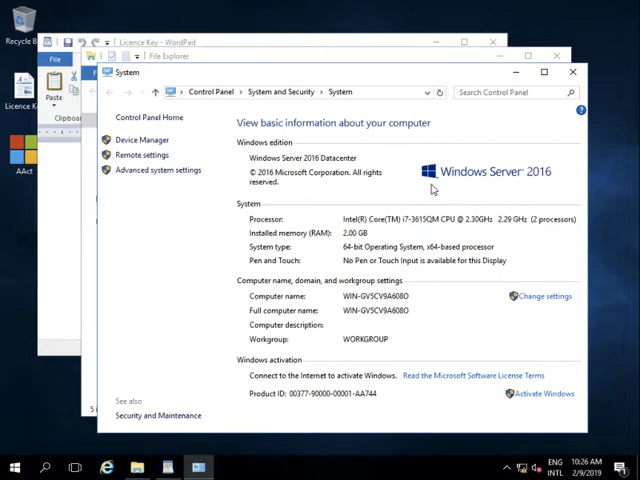 Recycle B
Licence Key - WordPad
File
File Explorer
System
Paste
Clipboard
Licence K
AAct
Control Panel
System and Security
System
Search Control Panel
Control Panel Home
Device Manager
Remote settings
Advanced system settings
View basic information about your computer
Windows edition
Windows Server 2016 Datacenter
© 2016 Microsoft Corporation. All rights
reserved.
Windows Server® 2016
System
Processor: Intel(R) Core(TM) i7-3615QM CPU @ 2.30GHz 2.29 GHz (2 processors)
Installed memory (RAM): 2.00 GB
System type: 64-bit Operating System, x64-based processor
Pen and Touch: No Pen or Touch Input is available for this Display
Computer name, domain, and workgroup settings
Computer name: WIN-GV5CV9A608O
Change settings
Full computer name: WIN-GV5CV9A608O
Computer description:
Workgroup: WORKGROUP
Windows activation
Connect to the Internet to activate Windows. Read the Microsoft Software License Terms
Product ID: 00377-90000-00001-AA744
Activate Windows
See also
Security and Maintenance
5 i
ENG
INTL
10:26 AM
2/9/2019
1